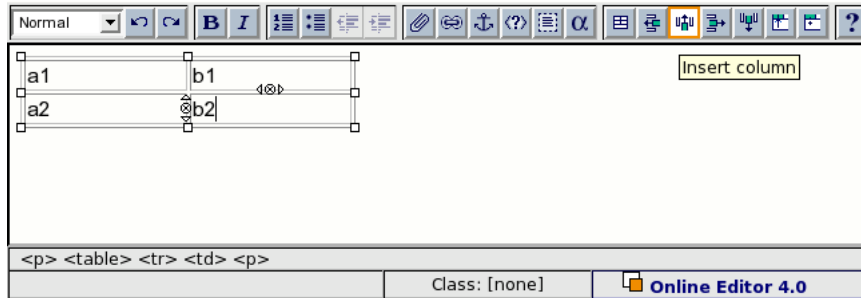 Normal B I <?> α ?
Insert column
a1 b1
a2 b2
<p> <table> <tr> <td> <p>
Class: [none] Online Editor 4.0